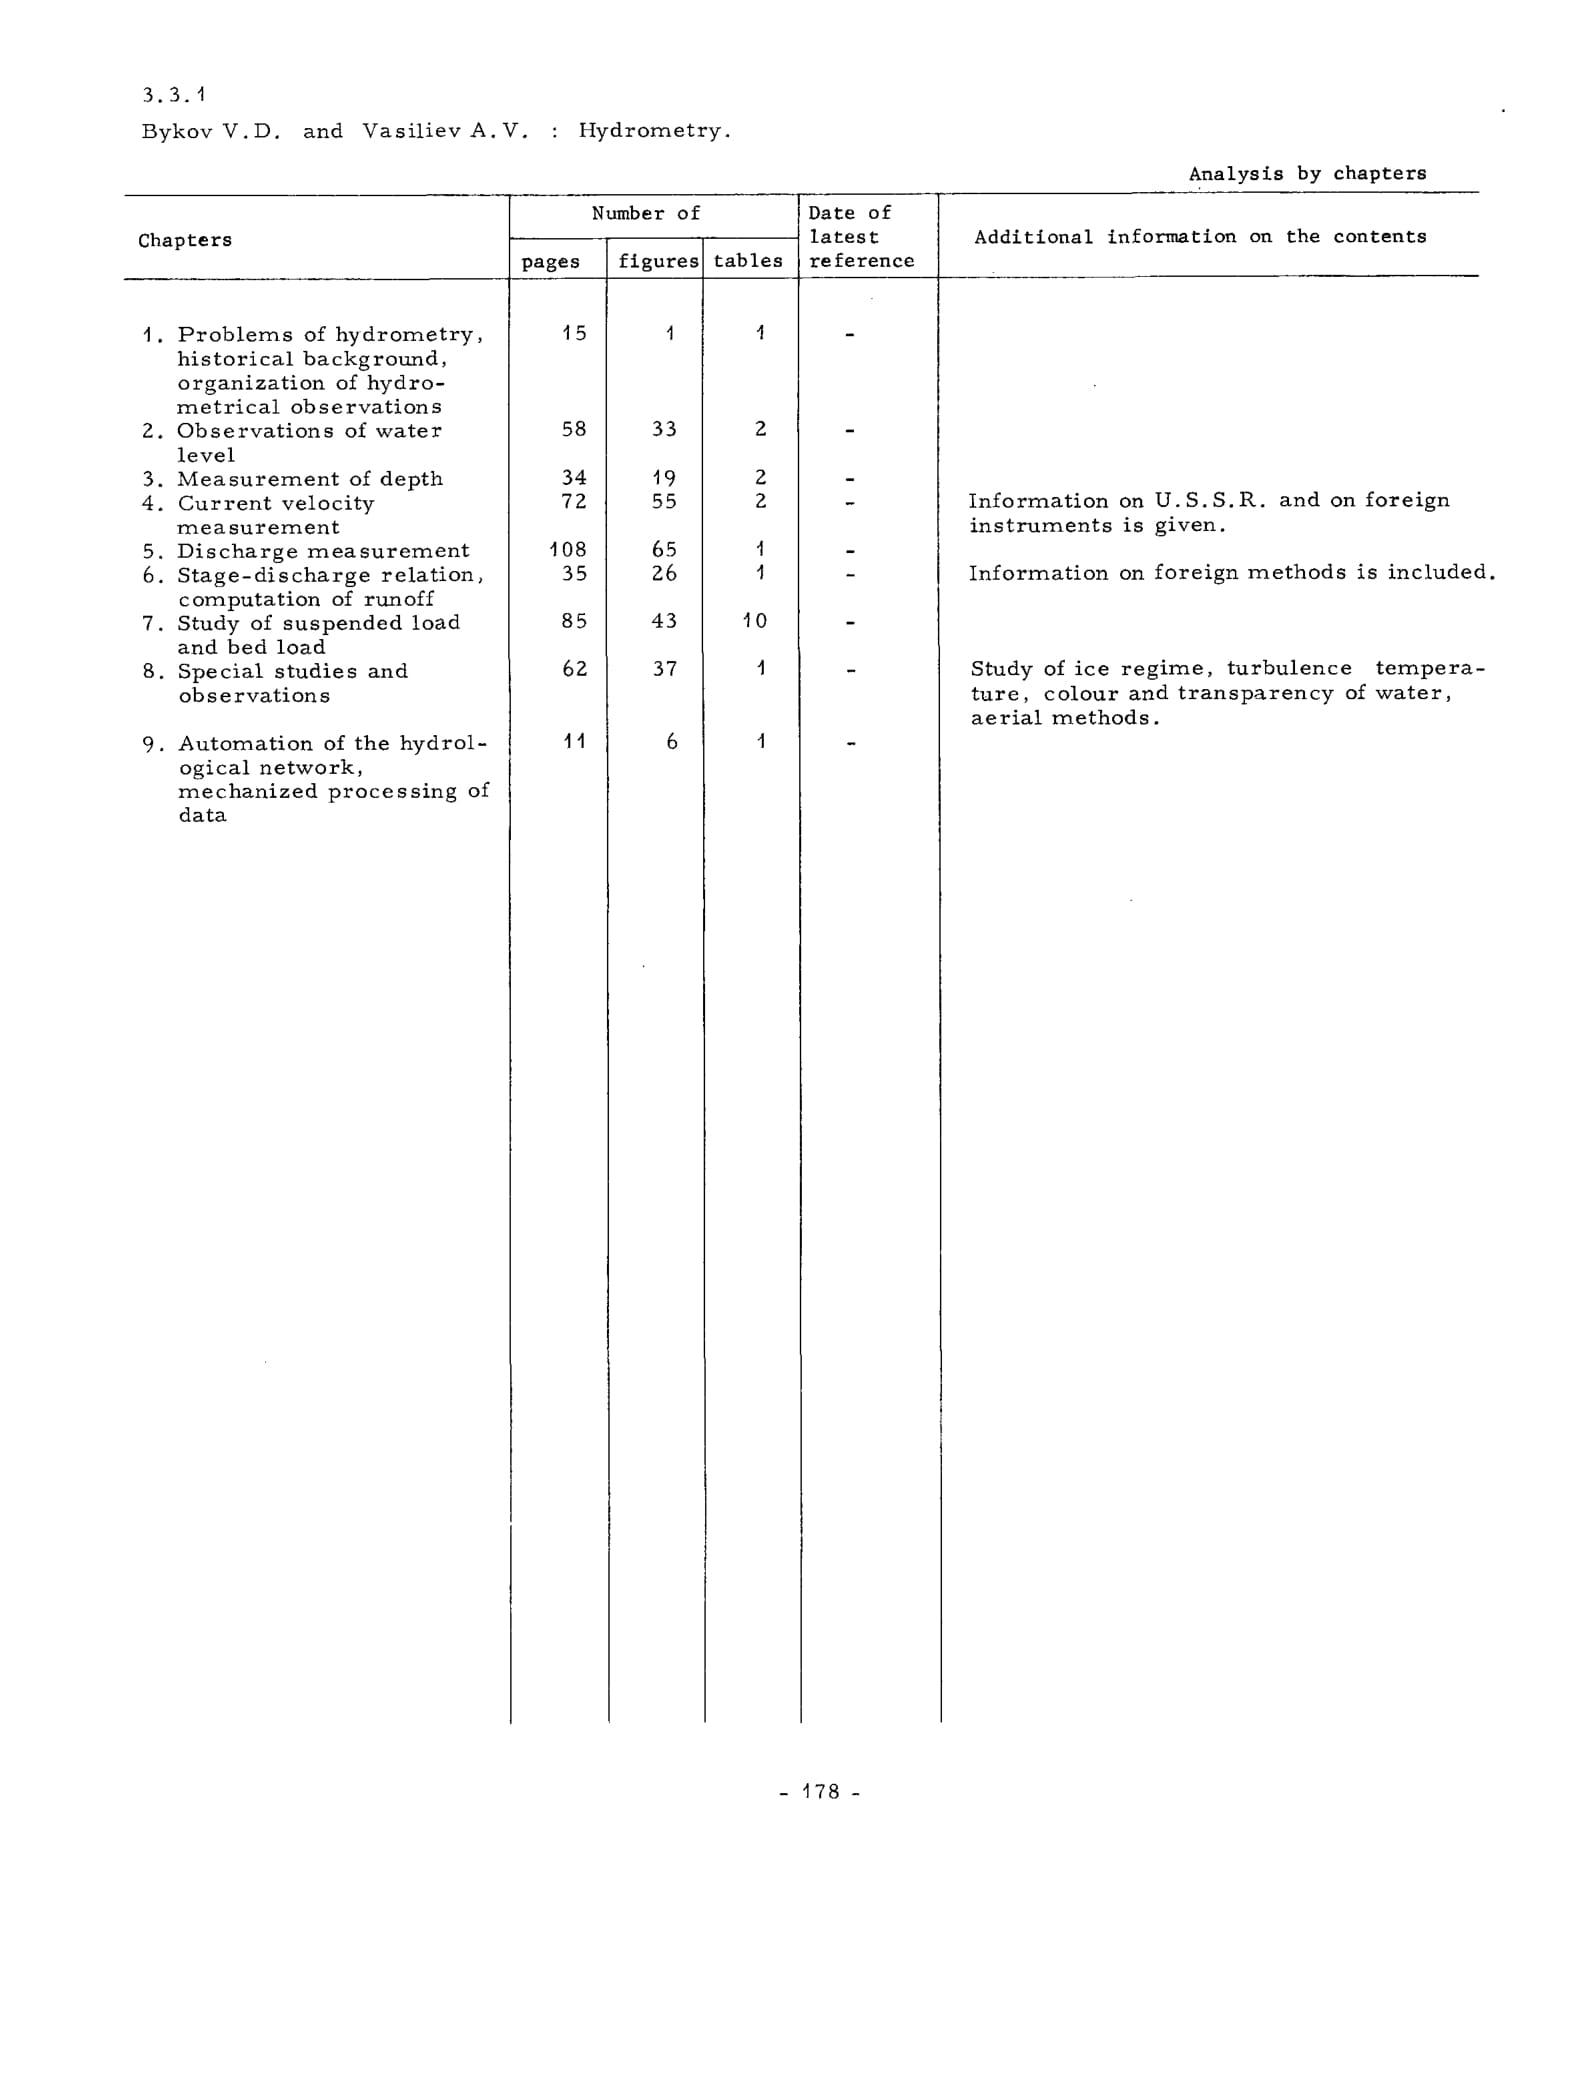 3.3.1
Bykov V.D. and Vasiliev A.V. : Hydrometry.
Analysis by chapters
Chapters
Number of
pages figures tables
Date of
latest
reference
Additional information on the contents
1. Problems of hydrometry, 15 1 1 -
historical background,
organization of hydro-
metrical observations
2. Observations of water 58 33 2 -
level
3. Measurement of depth 34 19 2 -
4. Current velocity 72 55 2 - Information on U.S.S.R. and on foreign
measurement instruments is given.
5. Discharge measurement 108 65 1 -
6. Stage-discharge relation, 35 26 1 - Information on foreign methods is included.
computation of runoff
7. Study of suspended load 85 43 10 -
and bed load
8. Special studies and 62 37 1 - Study of ice regime, turbulence tempera-
observations ture, colour and transparency of water,
aerial methods.
9. Automation of the hydrol- 11 6 1 -
ogical network,
mechanized processing of
data
- 178 -